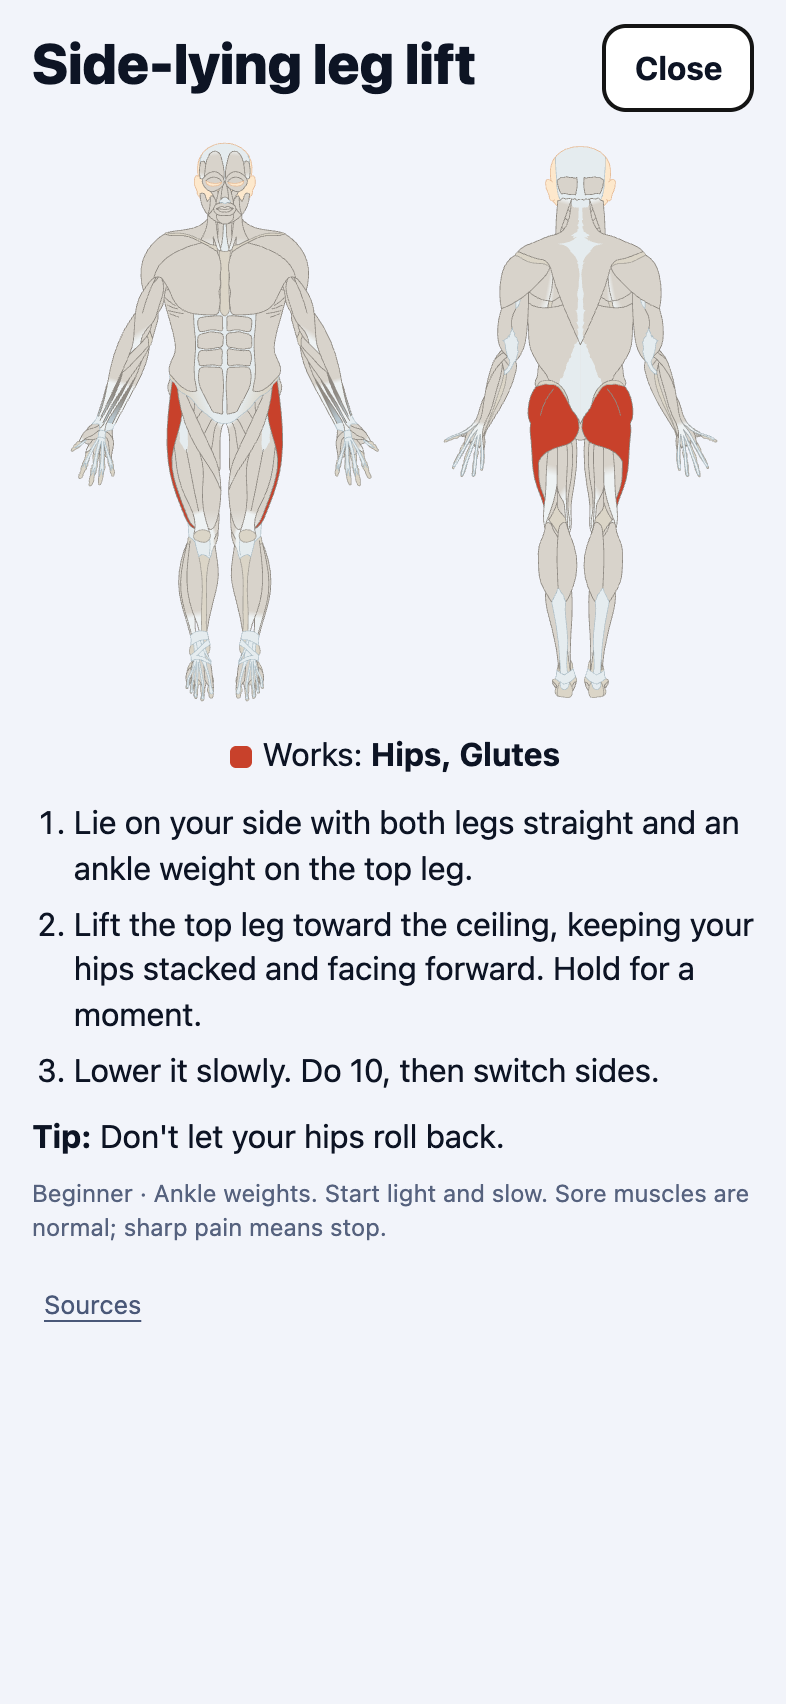 Side-lying leg lift
Close
Works: Hips, Glutes
1. Lie on your side with both legs straight and an
ankle weight on the top leg.
2. Lift the top leg toward the ceiling, keeping your
hips stacked and facing forward. Hold for a
moment.
3. Lower it slowly. Do 10, then switch sides.
Tip: Don't let your hips roll back.
Beginner · Ankle weights. Start light and slow. Sore muscles are
normal; sharp pain means stop.
Sources